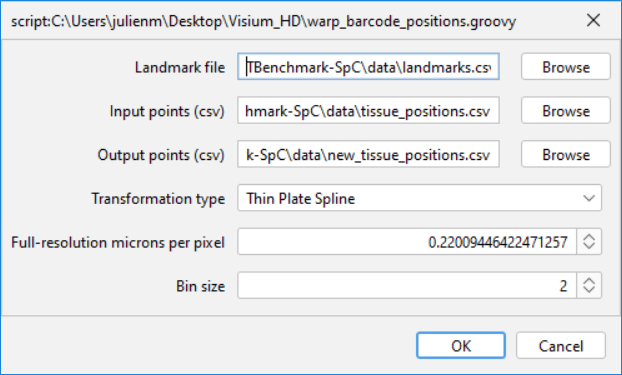 script:C:\Users\julienm\Desktop\Visium_HD\warp_barcode_positions.groovy
Landmark file TBenchmark-SpC\data\landmarks.csv Browse
Input points (csv) hmark-SpC\data\tissue_positions.csv Browse
Output points (csv) k-SpC\data\new_tissue_positions.csv Browse
Transformation type Thin Plate Spline
Full-resolution microns per pixel 0.22009446422471257
Bin size 2
OK Cancel